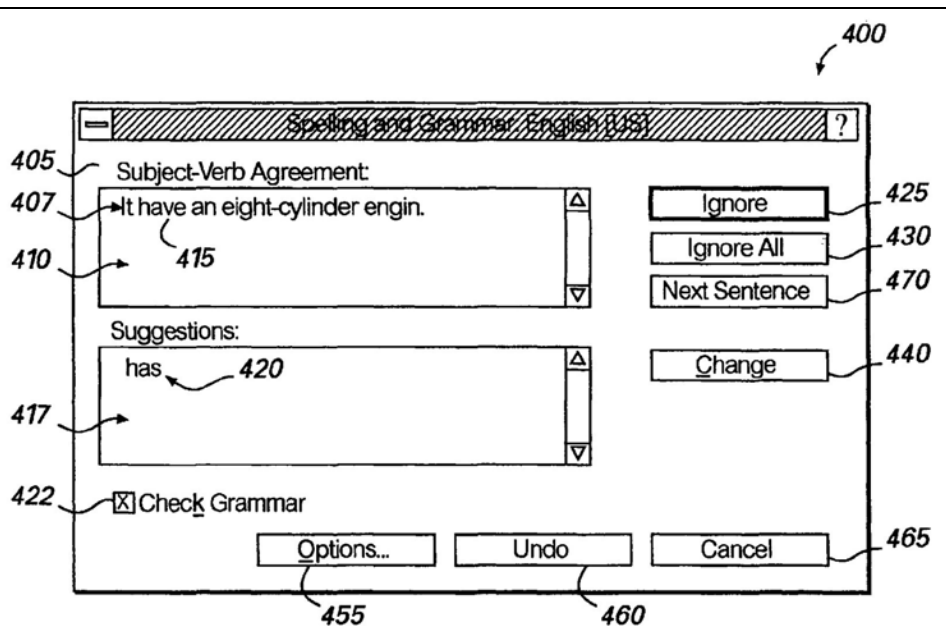 400
Spelling and Grammar: English [US] ?
405 Subject-Verb Agreement:
407 It have an eight-cylinder engin. Ignore 425
415
410 Ignore All 430
Next Sentence 470
Suggestions:
has 420 Change 440
417
422 X Check Grammar
Options... Undo Cancel 465
455 460